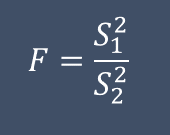 F = S₁² / S₂²